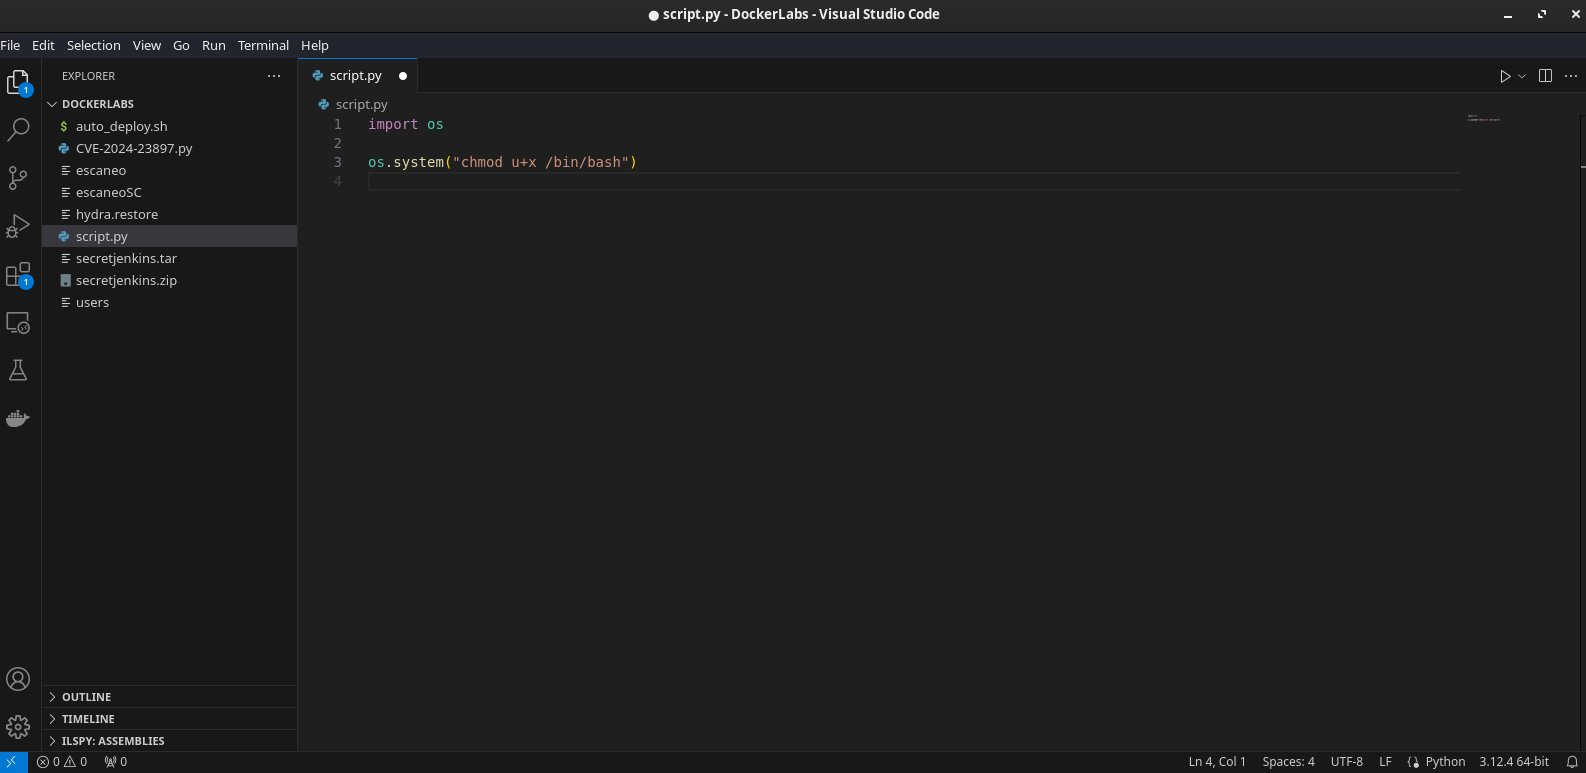 script.py - DockerLabs - Visual Studio Code
File Edit Selection View Go Run Terminal Help
EXPLORER
DOCKERLABS
$ auto_deploy.sh
CVE-2024-23897.py
escaneo
escaneoSC
hydra.restore
script.py
secretjenkins.tar
secretjenkins.zip
users
OUTLINE
TIMELINE
ILSPY: ASSEMBLIES
1
1
script.py
script.py
1 import os
2
3 os.system("chmod u+x /bin/bash")
4
0 0 0
Ln 4, Col 1 Spaces: 4 UTF-8 LF Python 3.12.4 64-bit